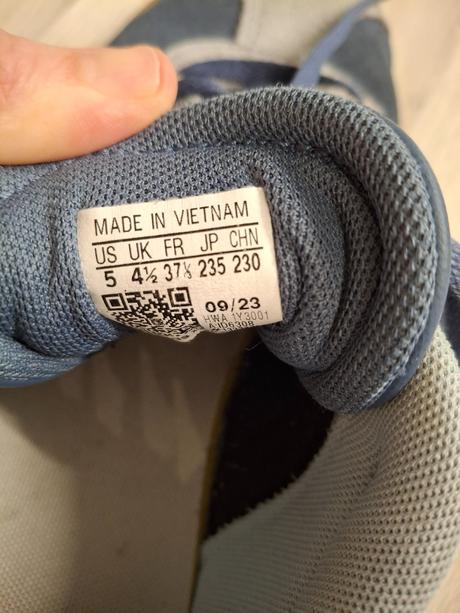 MADE IN VIETNAM
US UK FR JP CHN
5 4½ 37⅓ 235 230
09/23
HWA 1Y3001
AJD6308